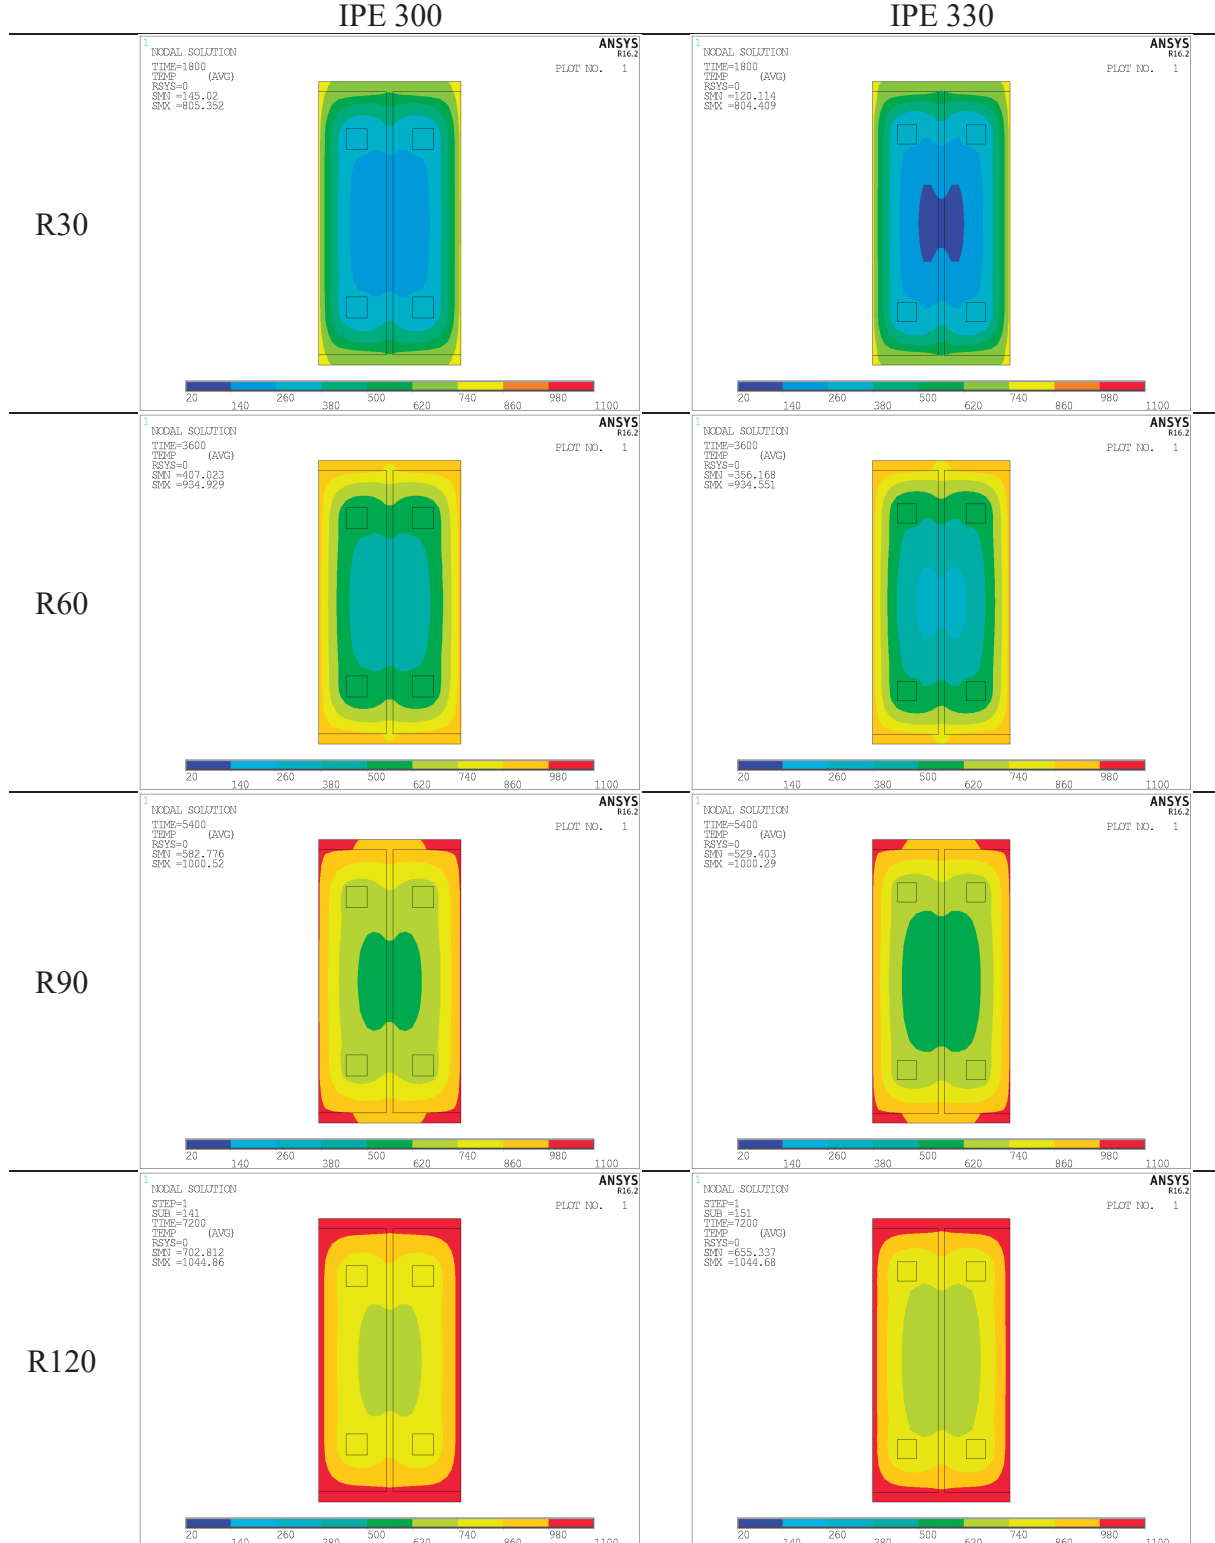 IPE 300
IPE 330
R30
1
NODAL SOLUTION
TIME=1800
TEMP (AVG)
RSYS=0
SMN =145.02
SMX =805.352
ANSYS
R16.2
PLOT NO. 1
20 140 260 380 500 620 740 860 980 1100
1
NODAL SOLUTION
TIME=1800
TEMP (AVG)
RSYS=0
SMN =120.114
SMX =804.409
ANSYS
R16.2
PLOT NO. 1
20 140 260 380 500 620 740 860 980 1100
R60
1
NODAL SOLUTION
TIME=3600
TEMP (AVG)
RSYS=0
SMN =407.023
SMX =934.929
ANSYS
R16.2
PLOT NO. 1
20 140 260 380 500 620 740 860 980 1100
1
NODAL SOLUTION
TIME=3600
TEMP (AVG)
RSYS=0
SMN =356.168
SMX =934.551
ANSYS
R16.2
PLOT NO. 1
20 140 260 380 500 620 740 860 980 1100
R90
1
NODAL SOLUTION
TIME=5400
TEMP (AVG)
RSYS=0
SMN =582.776
SMX =1000.52
ANSYS
R16.2
PLOT NO. 1
20 140 260 380 500 620 740 860 980 1100
1
NODAL SOLUTION
TIME=5400
TEMP (AVG)
RSYS=0
SMN =529.403
SMX =1000.29
ANSYS
R16.2
PLOT NO. 1
20 140 260 380 500 620 740 860 980 1100
R120
1
NODAL SOLUTION
STEP=1
SUB =141
TIME=7200
TEMP (AVG)
RSYS=0
SMN =702.812
SMX =1044.86
ANSYS
R16.2
PLOT NO. 1
20 140 260 380 500 620 740 860 980 1100
1
NODAL SOLUTION
STEP=1
SUB =151
TIME=7200
TEMP (AVG)
RSYS=0
SMN =655.337
SMX =1044.68
ANSYS
R16.2
PLOT NO. 1
20 140 260 380 500 620 740 860 980 1100